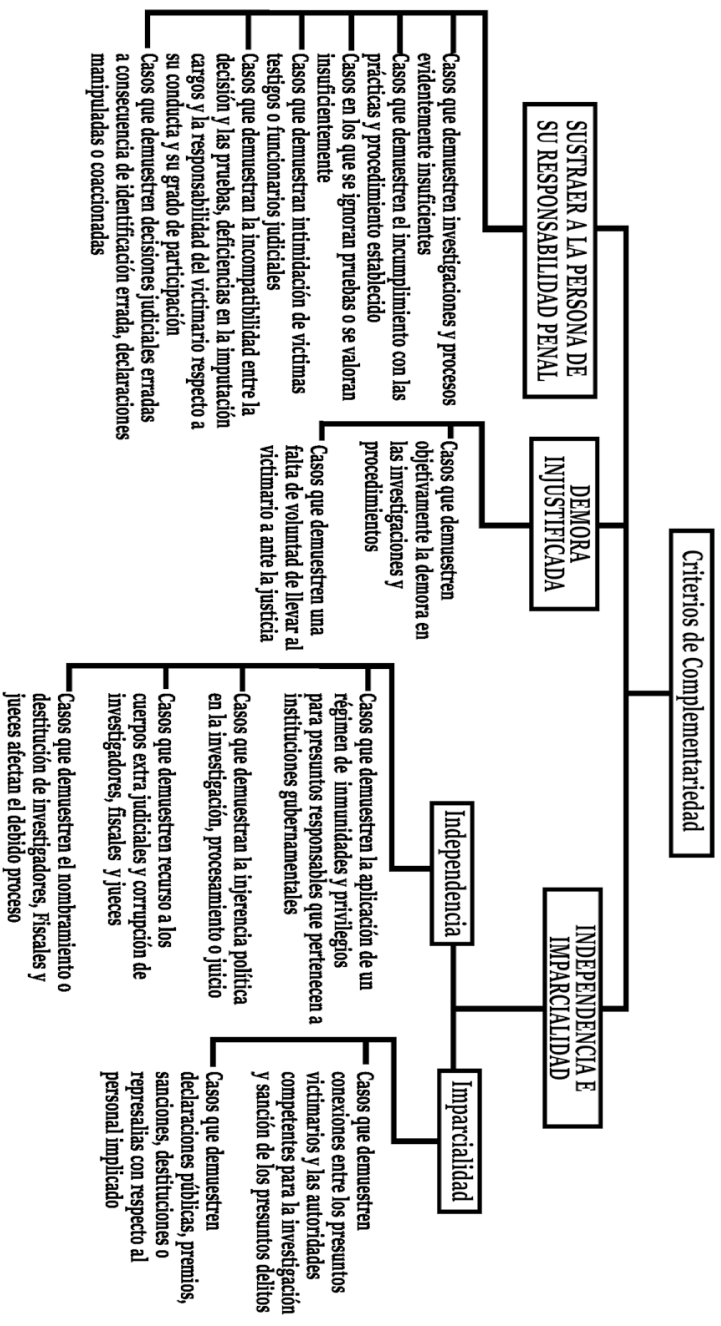 Criterios de Complementariedad
SUSTRAER A LA PERSONA DE
SU RESPONSABILIDAD PENAL
Casos que demuestren investigaciones y procesos
evidentemente insuficientes
Casos que demuestren el incumplimiento con las
prácticas y procedimiento establecido
Casos en los que se ignoran pruebas o se valoran
insuficientemente
Casos que demuestran intimidación de victimas
testigos o funcionarios judiciales
Casos que demuestran la incompatibilidad entre la
decisión y las pruebas, deficiencias en la imputación
cargos y la responsabilidad del victimario respecto a
su conducta y su grado de participación
Casos que demuestren decisiones judiciales erradas
a consecuencia de identificación errada, declaraciones
manipuladas o coaccionadas
DEMORA
INJUSTIFICADA
Casos que demuestren
objetivamente la demora en
las investigaciones y
procedimientos
Casos que demuestren una
falta de voluntad de llevar al
victimario a ante la justicia
INDEPENDENCIA E
IMPARCIALIDAD
Independencia
Casos que demuestren la aplicación de un
régimen de inmunidades y privilegios
para presuntos responsables que pertenecen a
instituciones gubernamentales
Casos que demuestran la injerencia política
en la investigación, procesamiento o juicio
Casos que demuestren recurso a los
cuerpos extra judiciales y corrupción de
investigadores, fiscales y jueces
Casos que demuestren el nombramiento o
destitución de investigadores, Fiscales y
jueces afectan el debido proceso
Imparcialidad
Casos que demuestren
conexiones entre los presuntos
victimarios y las autoridades
competentes para la investigación
y sanción de los presuntos delitos
Casos que demuestren
declaraciones públicas, premios,
sanciones, destituciones o
represalias con respecto al
personal implicado